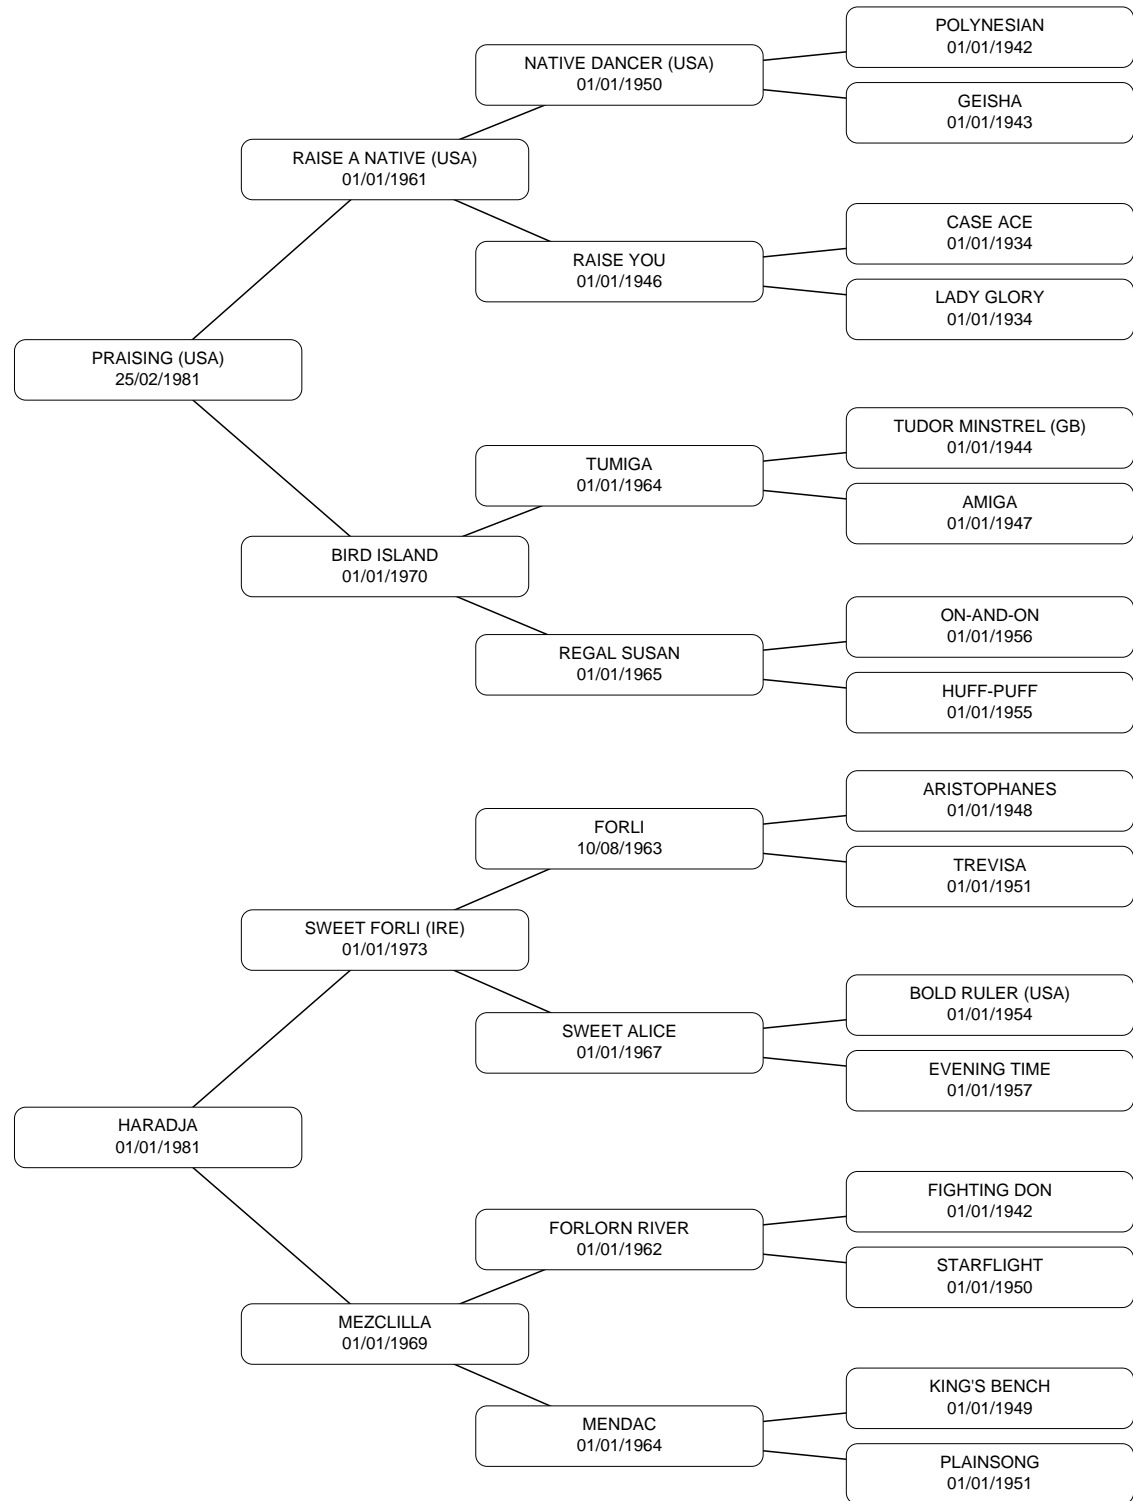 POLYNESIAN
01/01/1942
NATIVE DANCER (USA)
01/01/1950
GEISHA
01/01/1943
RAISE A NATIVE (USA)
01/01/1961
CASE ACE
01/01/1934
RAISE YOU
01/01/1946
LADY GLORY
01/01/1934
PRAISING (USA)
25/02/1981
TUDOR MINSTREL (GB)
01/01/1944
TUMIGA
01/01/1964
AMIGA
01/01/1947
BIRD ISLAND
01/01/1970
ON-AND-ON
01/01/1956
REGAL SUSAN
01/01/1965
HUFF-PUFF
01/01/1955
ARISTOPHANES
01/01/1948
FORLI
10/08/1963
TREVISA
01/01/1951
SWEET FORLI (IRE)
01/01/1973
BOLD RULER (USA)
01/01/1954
SWEET ALICE
01/01/1967
EVENING TIME
01/01/1957
HARADJA
01/01/1981
FIGHTING DON
01/01/1942
FORLORN RIVER
01/01/1962
STARFLIGHT
01/01/1950
MEZCLILLA
01/01/1969
KING'S BENCH
01/01/1949
MENDAC
01/01/1964
PLAINSONG
01/01/1951